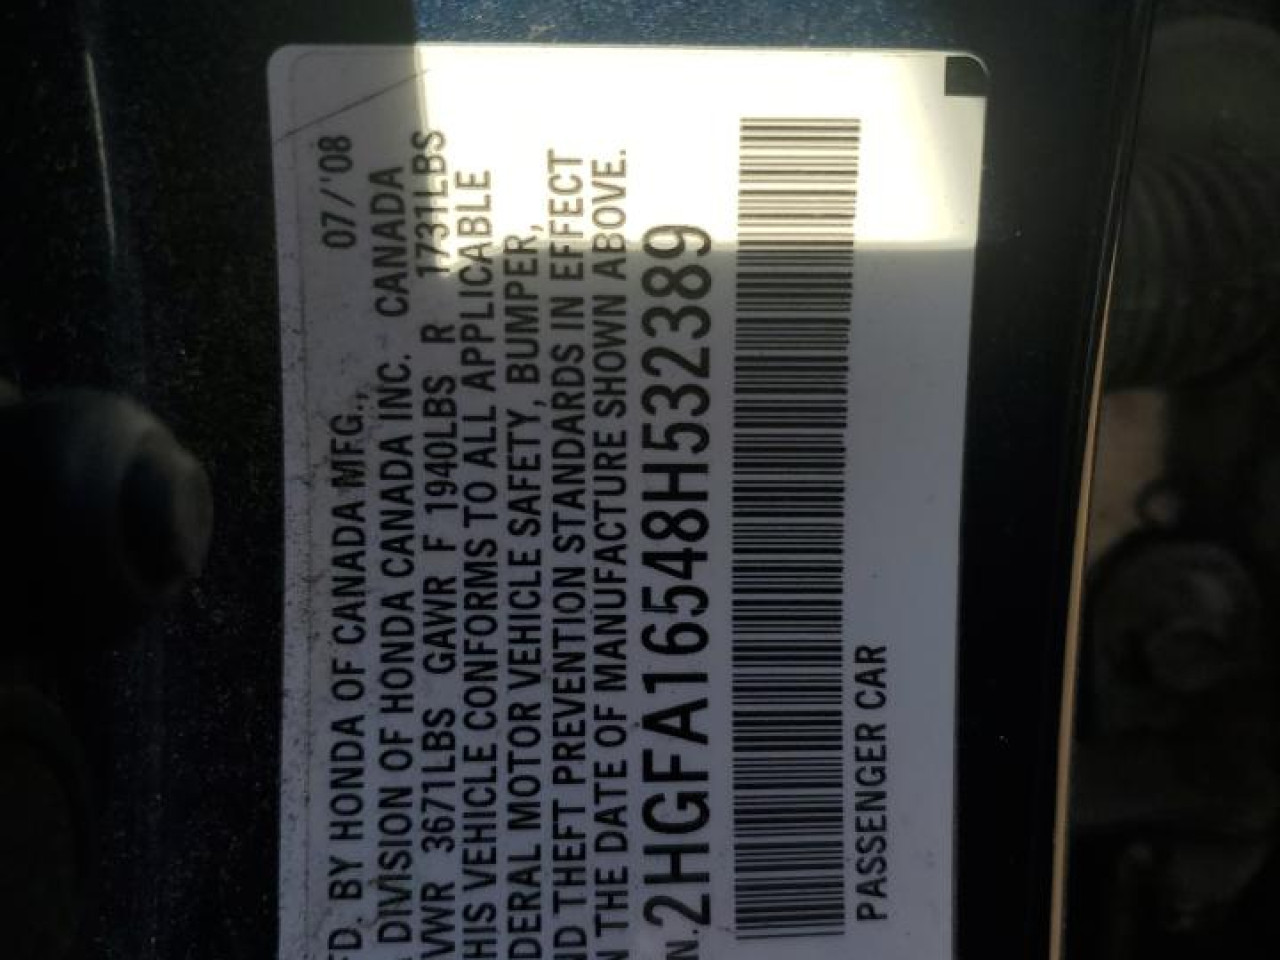 FD. BY HONDA OF CANADA MFG., 07/'08
DIVISION OF HONDA CANADA INC. CANADA
VWR 3671LBS GAWR F 1940LBS R 1731LBS
HIS VEHICLE CONFORMS TO ALL APPLICABLE
DERAL MOTOR VEHICLE SAFETY, BUMPER,
ND THEFT PREVENTION STANDARDS IN EFFECT
N THE DATE OF MANUFACTURE SHOWN ABOVE.
N. 2HGFA16548H532389
PASSENGER CAR